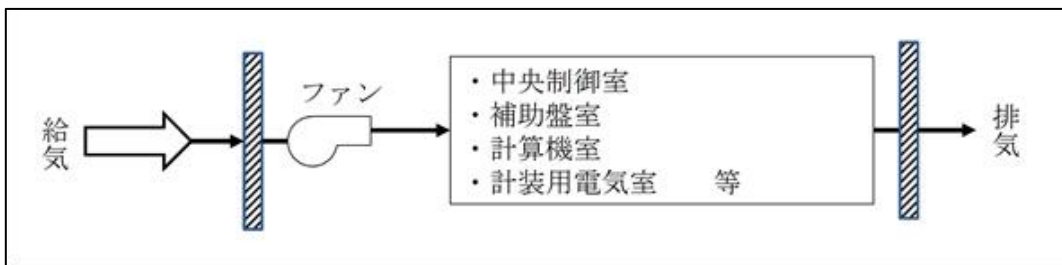 給気
ファン
・中央制御室
・補助盤室
・計算機室
・計装用電気室　　等
排気